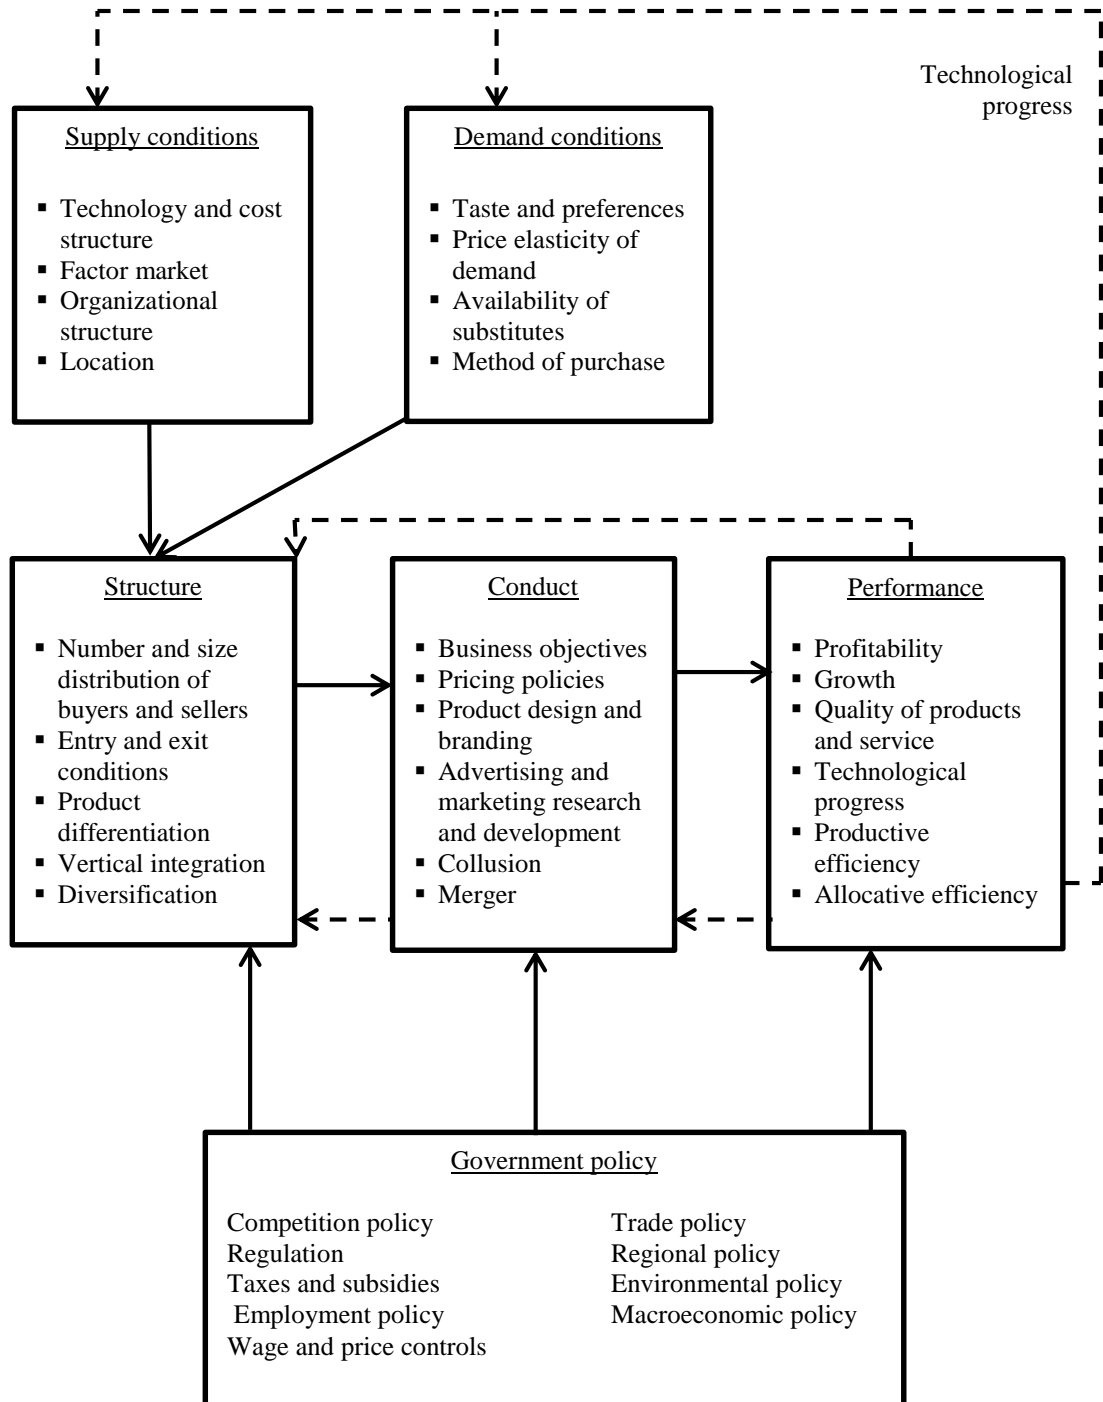 Technological
progress
Supply conditions
▪ Technology and cost
structure
▪ Factor market
▪ Organizational
structure
▪ Location
Demand conditions
▪ Taste and preferences
▪ Price elasticity of
demand
▪ Availability of
substitutes
▪ Method of purchase
Structure
▪ Number and size
distribution of
buyers and sellers
▪ Entry and exit
conditions
▪ Product
differentiation
▪ Vertical integration
▪ Diversification
Conduct
▪ Business objectives
▪ Pricing policies
▪ Product design and
branding
▪ Advertising and
marketing research
and development
▪ Collusion
▪ Merger
Performance
▪ Profitability
▪ Growth
▪ Quality of products
and service
▪ Technological
progress
▪ Productive
efficiency
▪ Allocative efficiency
Government policy
Competition policy
Regulation
Taxes and subsidies
Employment policy
Wage and price controls
Trade policy
Regional policy
Environmental policy
Macroeconomic policy